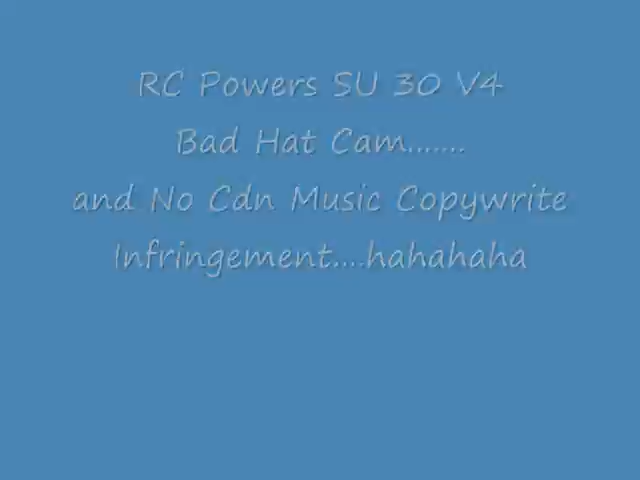 RC Powers SU 30 V4
Bad Hat Cam.......
and No Cdn Music Copywrite
Infringement....hahahaha